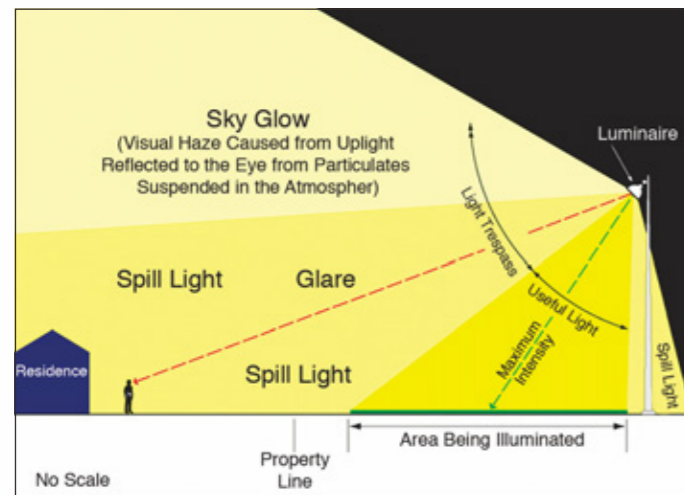 Sky Glow
(Visual Haze Caused from Uplight
Reflected to the Eye from Particulates
Suspended in the Atmospher)
Luminaire
Light Trespass
Useful Light
Spill Light
Glare
Maximum
Intensity
Spill Light
Residence
Spill Light
Area Being Illuminated
Property
Line
No Scale